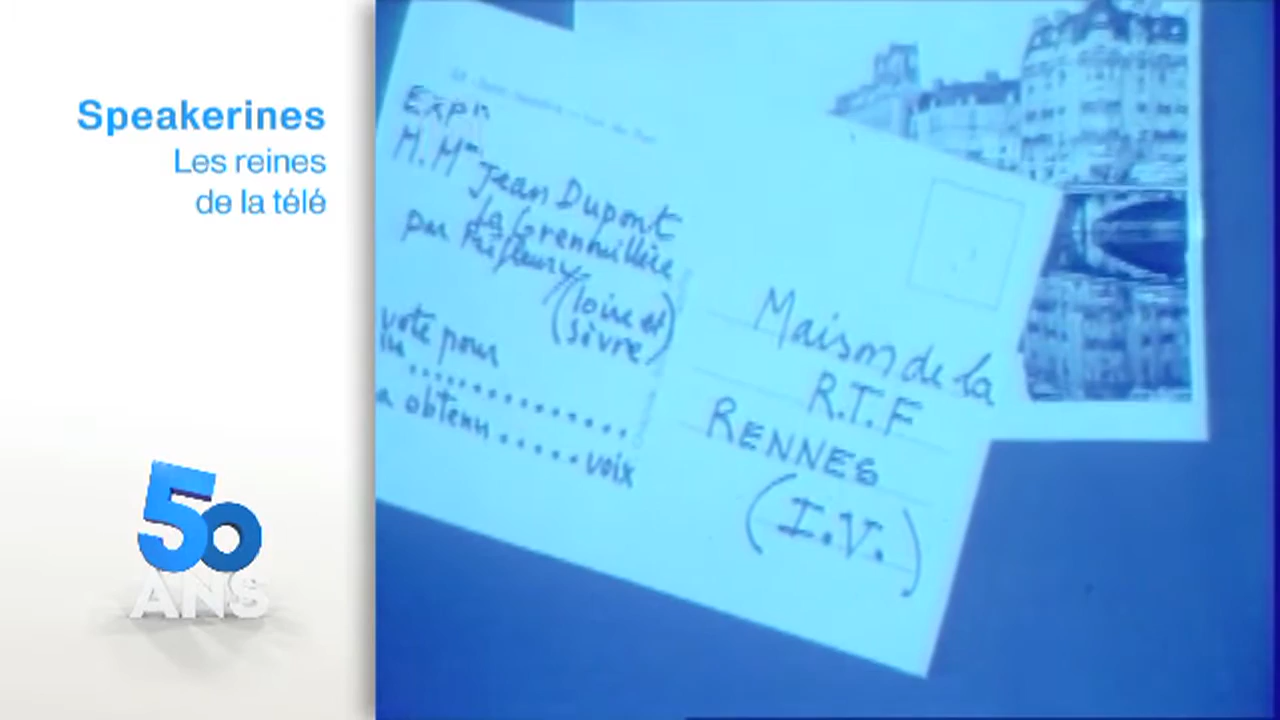 Speakerines
Les reines
de la télé
50
ANS
Exp
M. Mme Jean Dupont
La Grenouillère
par
(loire et
sèvre)
vote pour
a obtenu ..... voix
Maison de la
R.T.F
RENNES
(I.V.)